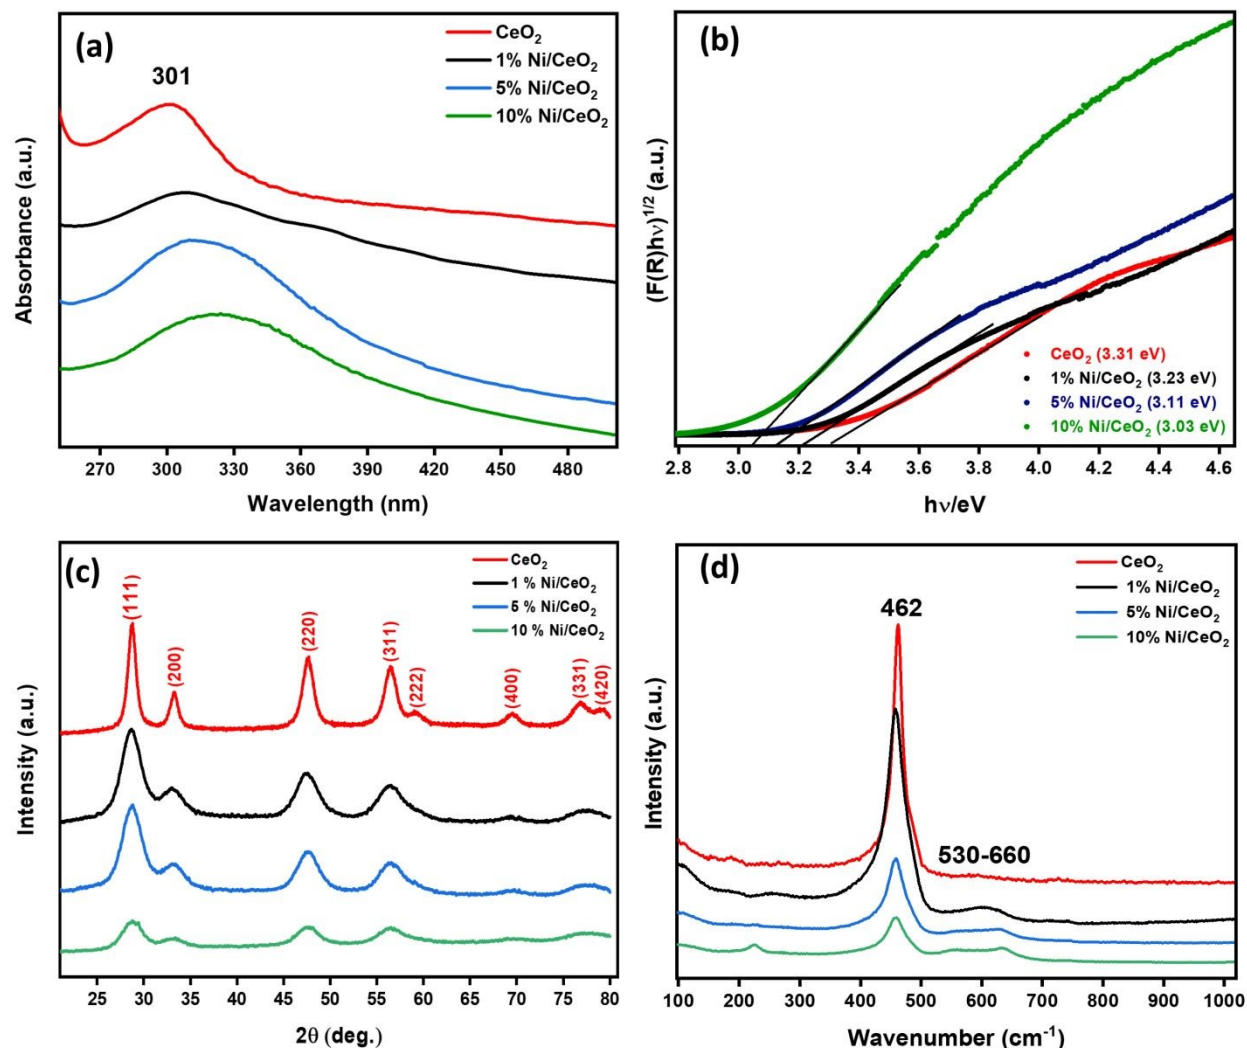 (a)
CeO₂
1% Ni/CeO₂
5% Ni/CeO₂
10% Ni/CeO₂
301
Absorbance (a.u.)
270 300 330 360 390 420 450 480
Wavelength (nm)
(b)
(F(R)hν)^1/2 (a.u.)
CeO₂ (3.31 eV)
1% Ni/CeO₂ (3.23 eV)
5% Ni/CeO₂ (3.11 eV)
10% Ni/CeO₂ (3.03 eV)
2.8 3.0 3.2 3.4 3.6 3.8 4.0 4.2 4.4 4.6
hν/eV
(c)
CeO₂
1 % Ni/CeO₂
5 % Ni/CeO₂
10 % Ni/CeO₂
(111)
(200)
(220)
(311)
(222)
(400)
(331)
(420)
Intensity (a.u.)
25 30 35 40 45 50 55 60 65 70 75 80
2θ (deg.)
(d)
CeO₂
1% Ni/CeO₂
5% Ni/CeO₂
10% Ni/CeO₂
462
530-660
Intensity (a.u.)
100 200 300 400 500 600 700 800 900 1000
Wavenumber (cm⁻¹)